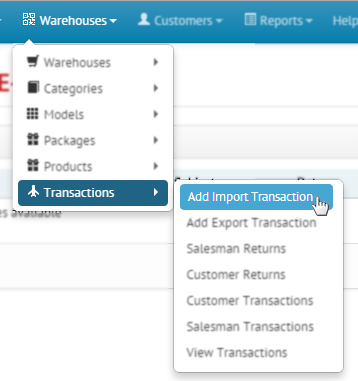 Warehouses Customers Reports Help
Warehouses
Categories
Models
Packages
Products
Transactions
Add Import Transaction
Add Export Transaction
Salesman Returns
Customer Returns
Customer Transactions
Salesman Transactions
View Transactions
es available